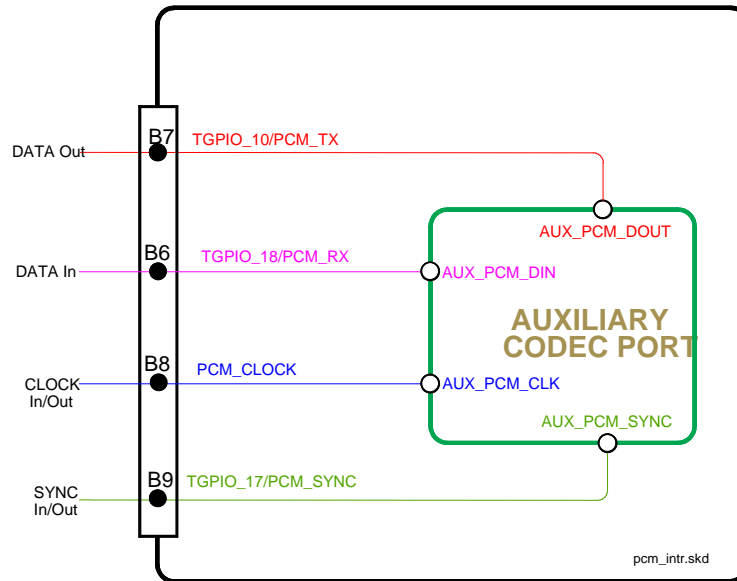 B7
TGPIO_10/PCM_TX
DATA Out
AUX_PCM_DOUT
B6
TGPIO_18/PCM_RX
DATA In
AUX_PCM_DIN
AUXILIARY
CODEC PORT
B8
PCM_CLOCK
CLOCK
In/Out
AUX_PCM_CLK
AUX_PCM_SYNC
B9
TGPIO_17/PCM_SYNC
SYNC
In/Out
pcm_intr.skd